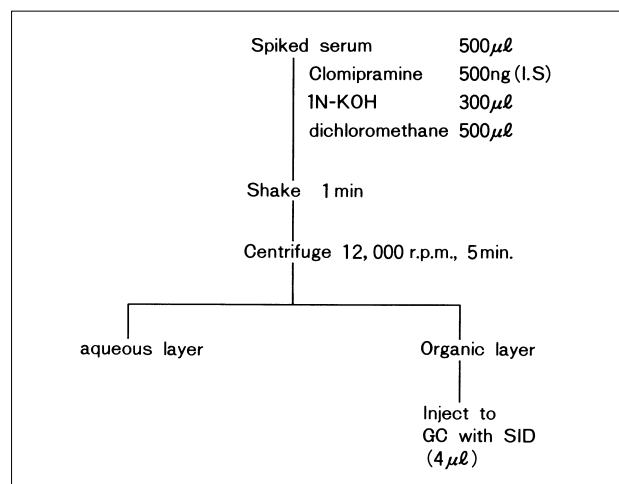 Spiked serum 500μℓ
Clomipramine 500ng (I.S)
1N-KOH 300μℓ
dichloromethane 500μℓ
Shake 1 min
Centrifuge 12,000 r.p.m., 5 min.
aqueous layer Organic layer
Inject to
GC with SID
(4μℓ)